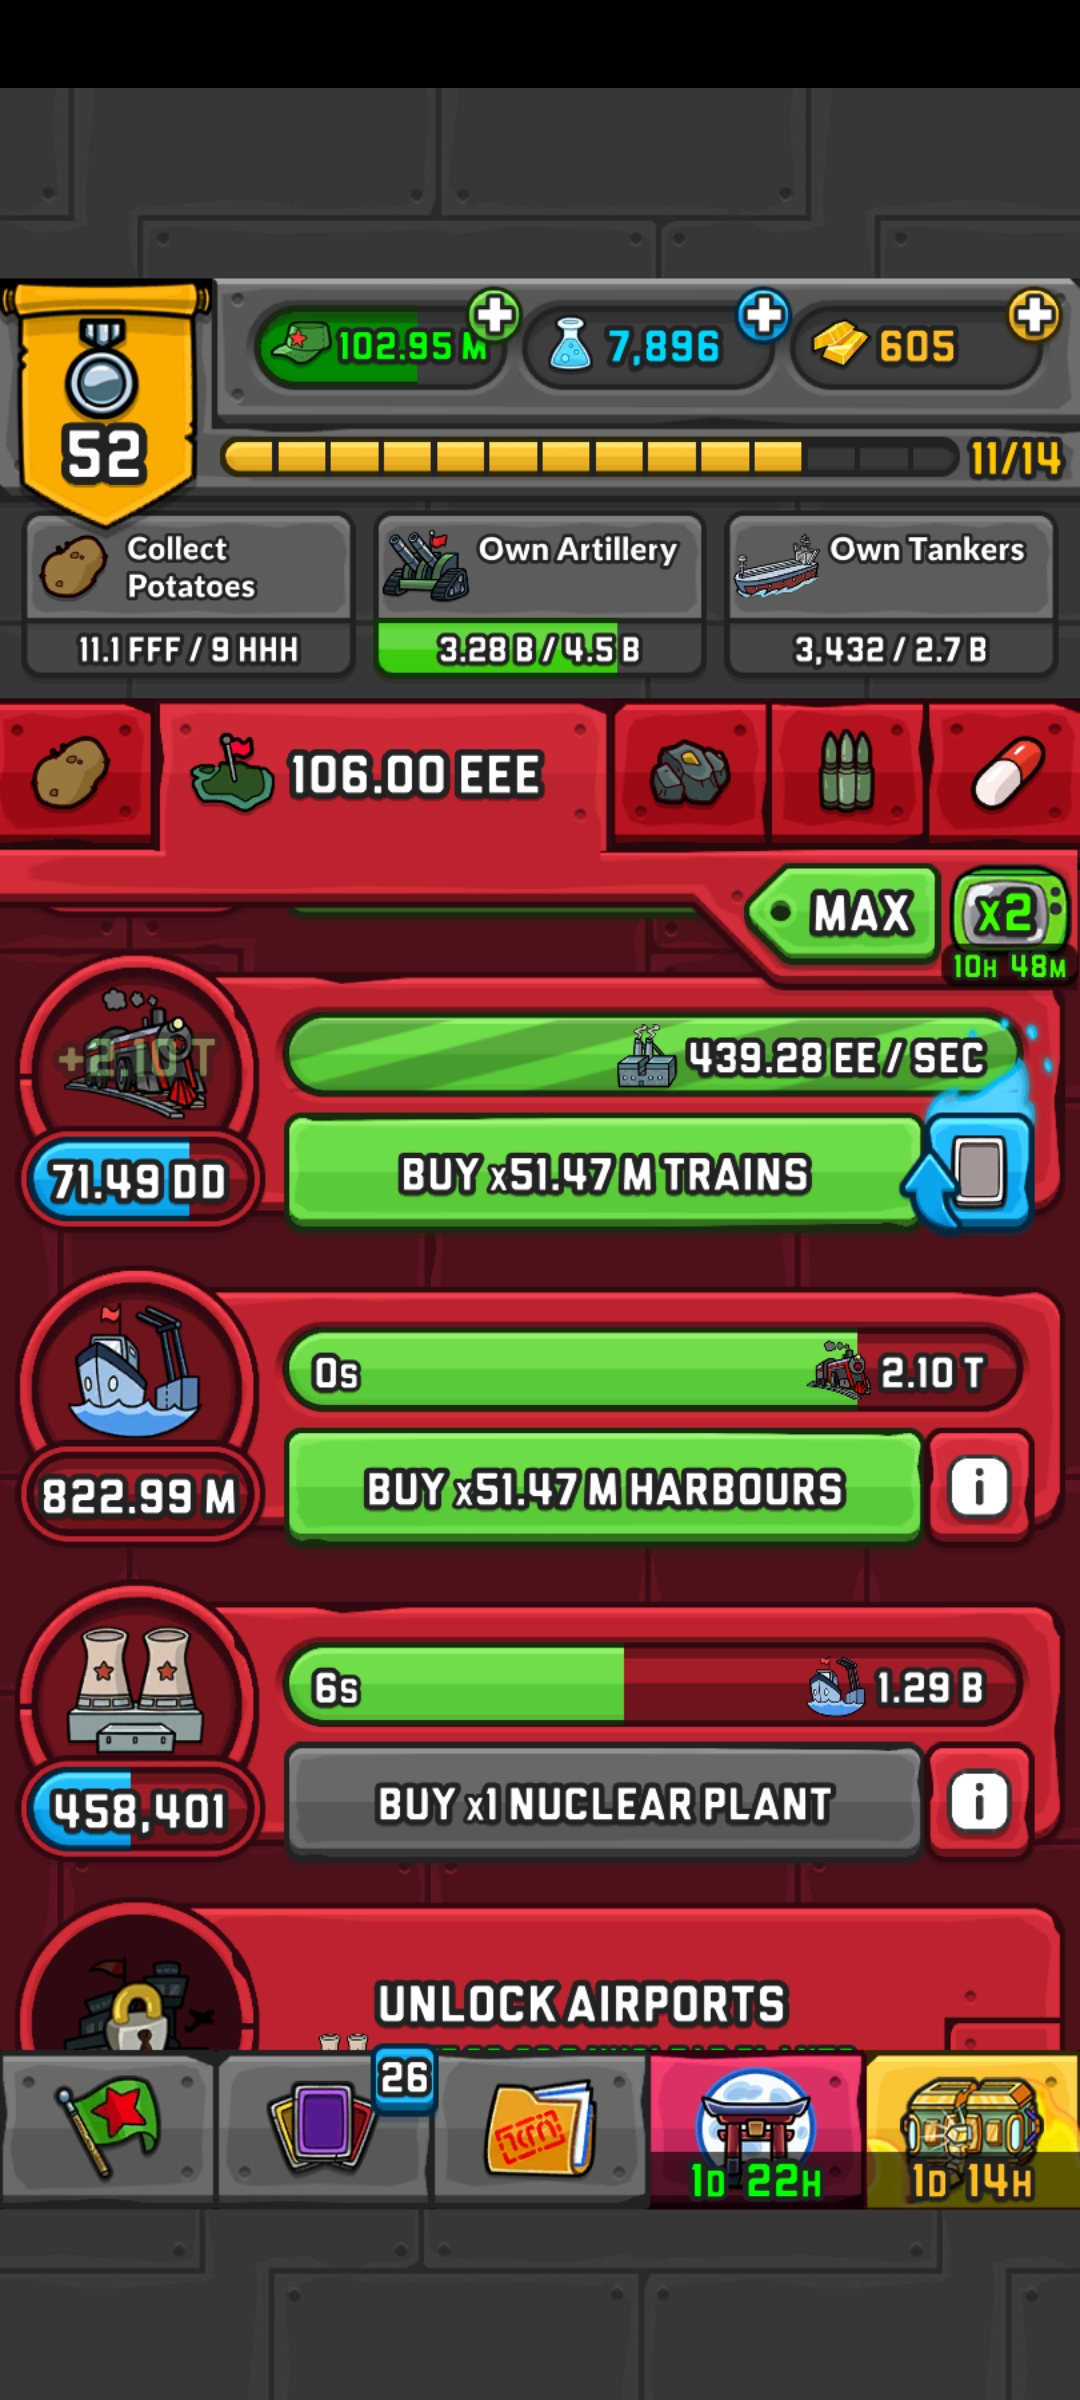 102.95 M
7,896
605
52
11/14
Collect
Potatoes
Own Artillery
Own Tankers
11.1 FFF / 9 HHH
3.28 B / 4.5 B
3,432 / 2.7 B
106.00 EEE
MAX
x2
10H 48M
+2.10 T
439.28 EE / SEC
71.49 DD
BUY x51.47 M TRAINS
0s
2.10 T
822.99 M
BUY x51.47 M HARBOURS
i
6s
1.29 B
458,401
BUY x1 NUCLEAR PLANT
i
UNLOCK AIRPORTS
26
1D 22H
1D 14H